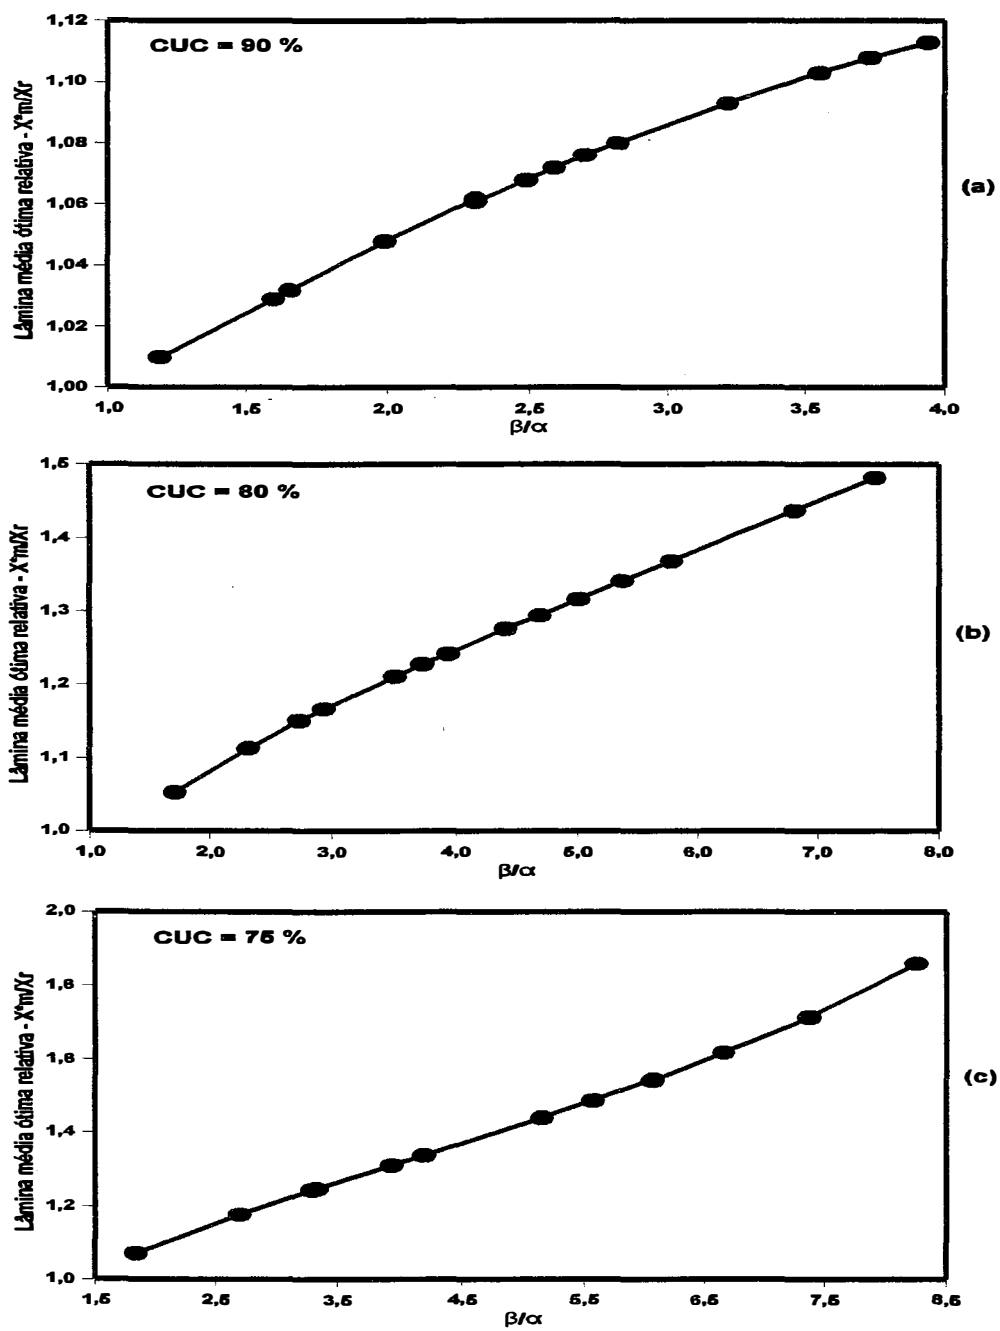 1,12
CUC = 90 %
1,10
1,08
1,06
1,04
1,02
1,00
Lâmina média ótima relativa - X*m/Xr
(a)
1,0 1,5 2,0 2,5 3,0 3,5 4,0
β/α
1,5
CUC = 80 %
1,4
1,3
1,2
1,1
1,0
Lâmina média ótima relativa - X*m/Xr
(b)
1,0 2,0 3,0 4,0 5,0 6,0 7,0 8,0
β/α
2,0
CUC = 75 %
1,8
1,6
1,4
1,2
1,0
Lâmina média ótima relativa - X*m/Xr
(c)
1,5 2,5 3,5 4,5 5,5 6,5 7,5 8,5
β/α